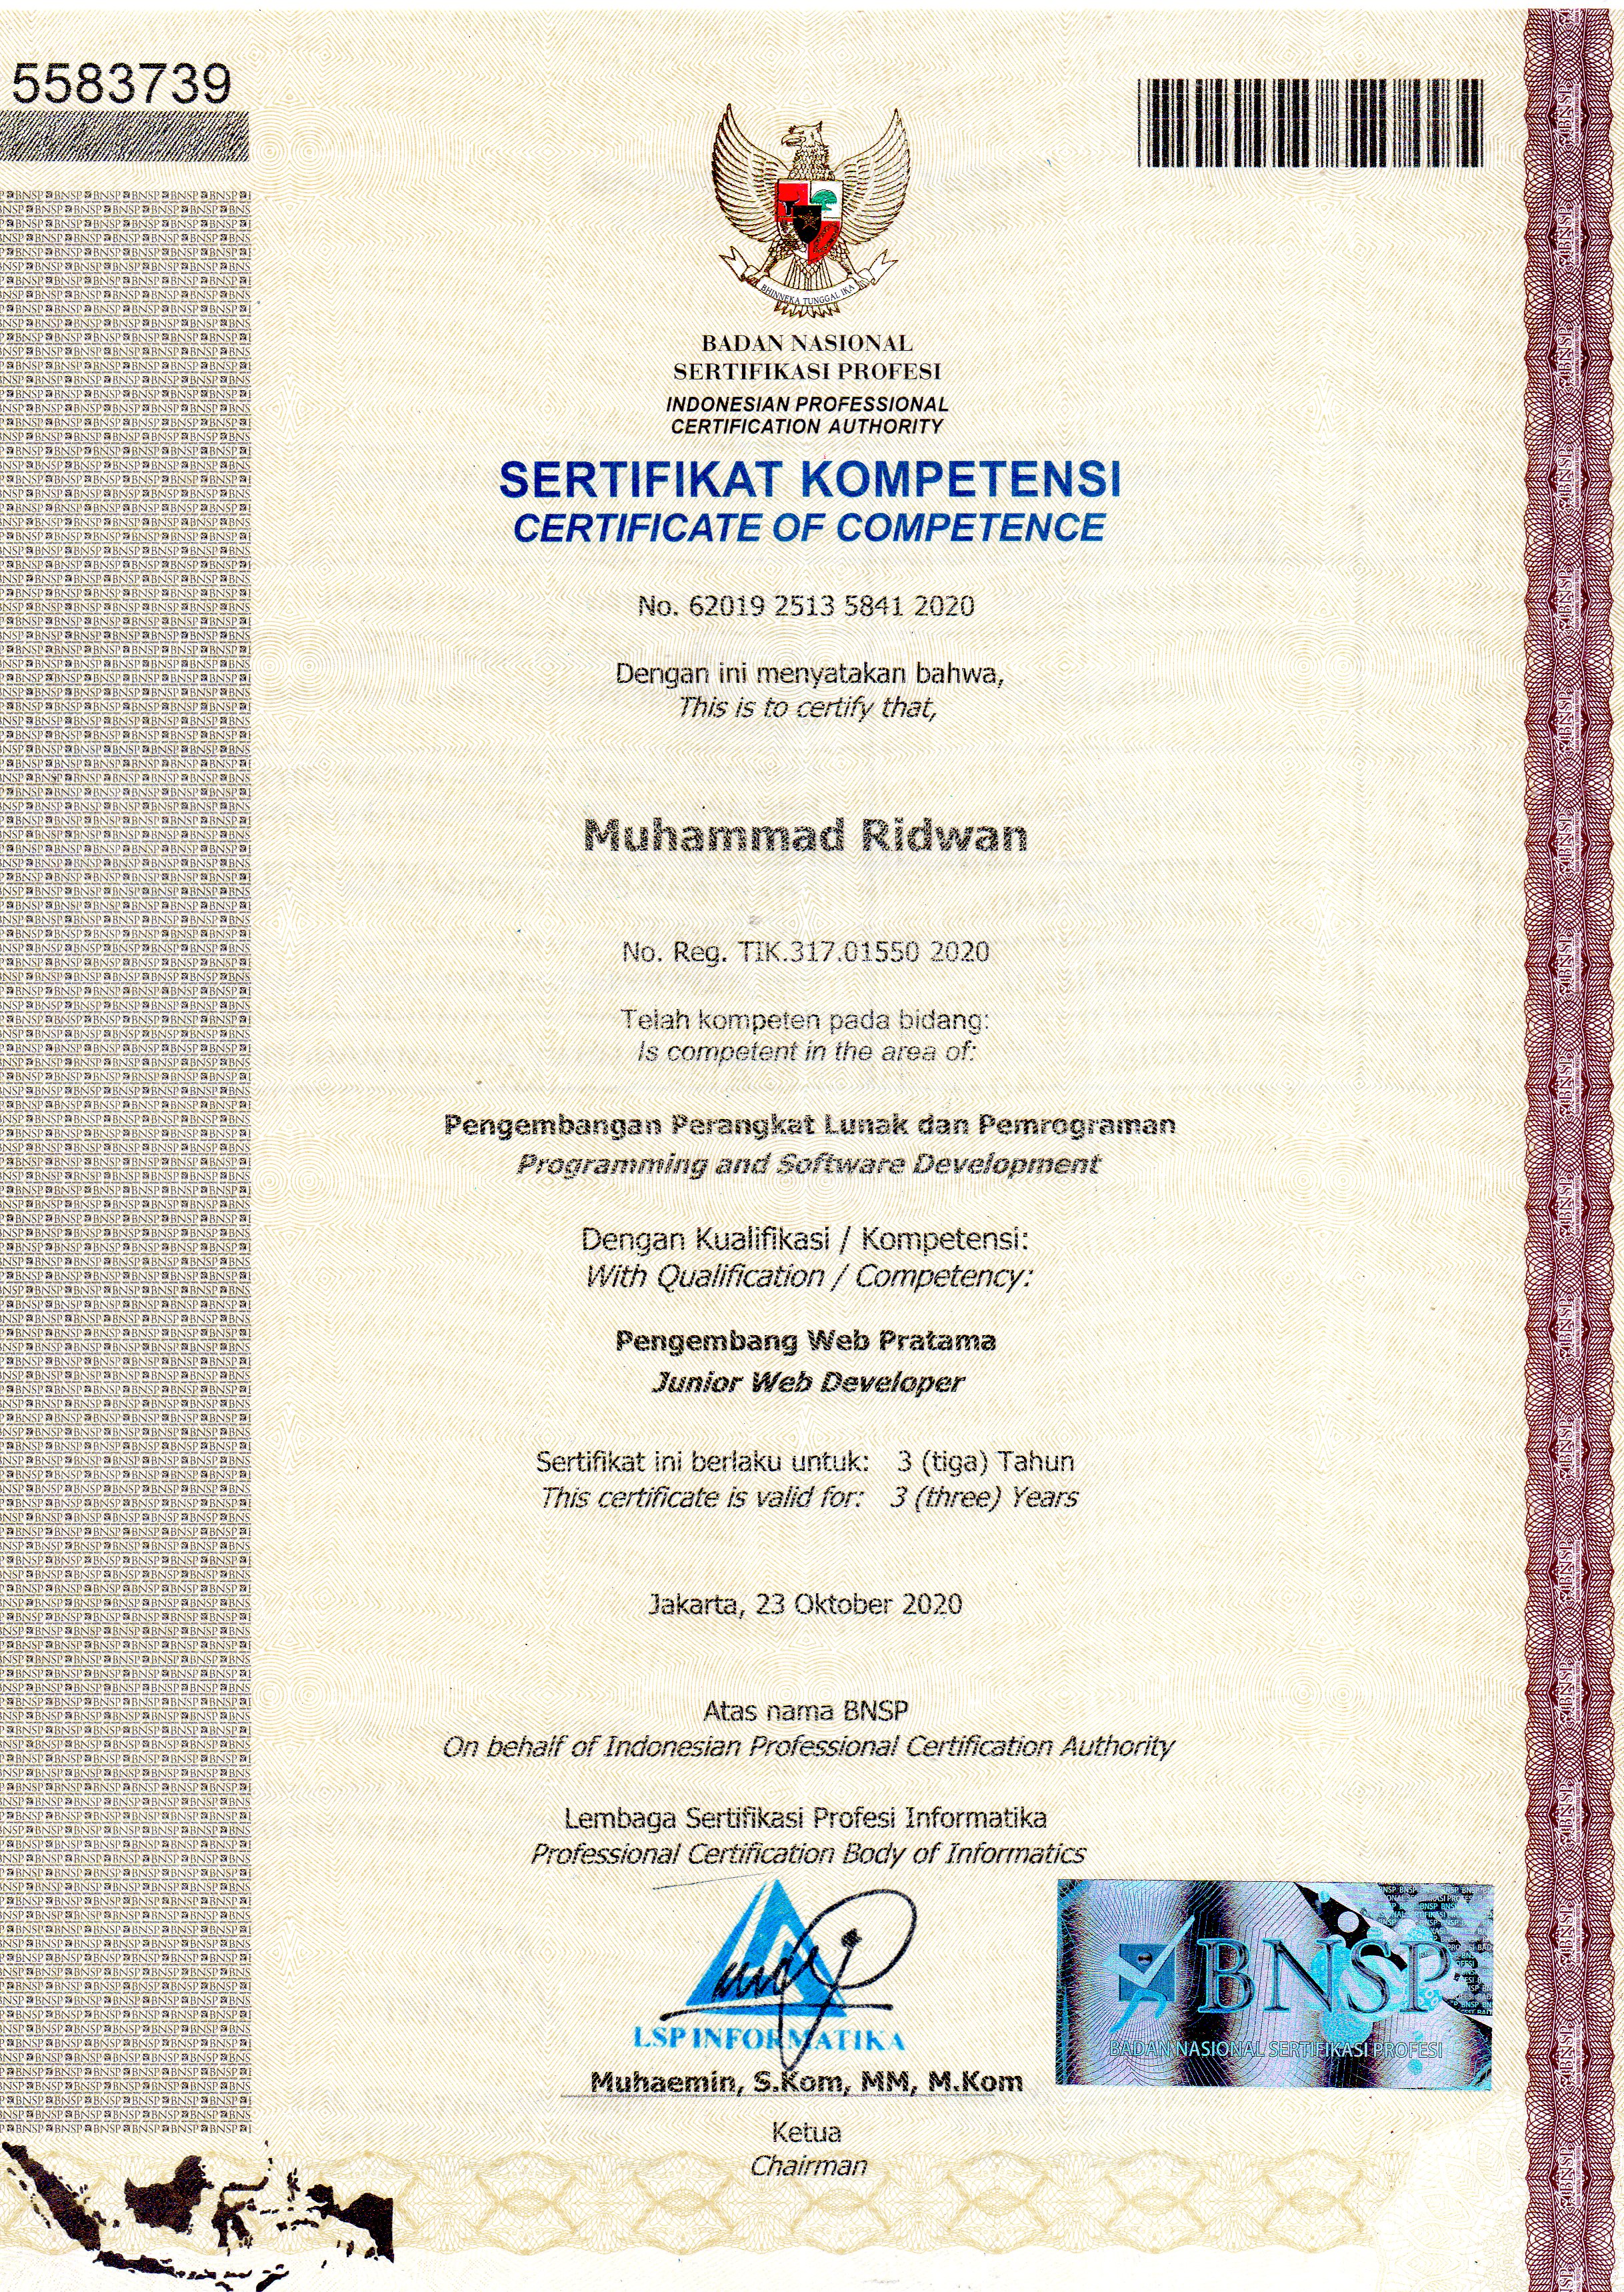 5583739
BHINNEKA TUNGGAL IKA
BADAN NASIONAL
SERTIFIKASI PROFESI
INDONESIAN PROFESSIONAL
CERTIFICATION AUTHORITY
SERTIFIKAT KOMPETENSI
CERTIFICATE OF COMPETENCE
No. 62019 2513 5841 2020
Dengan ini menyatakan bahwa,
This is to certify that,
Muhammad Ridwan
No. Reg. TIK.317.01550 2020
Telah kompeten pada bidang:
Is competent in the area of:
Pengembangan Perangkat Lunak dan Pemrograman
Programming and Software Development
Dengan Kualifikasi / Kompetensi:
With Qualification / Competency:
Pengembang Web Pratama
Junior Web Developer
Sertifikat ini berlaku untuk: 3 (tiga) Tahun
This certificate is valid for: 3 (three) Years
Jakarta, 23 Oktober 2020
Atas nama BNSP
On behalf of Indonesian Professional Certification Authority
Lembaga Sertifikasi Profesi Informatika
Professional Certification Body of Informatics
LSP INFORMATIKA
BNSP
BADAN NASIONAL SERTIFIKASI PROFESI
Muhaemin, S.Kom, MM, M.Kom
Ketua
Chairman